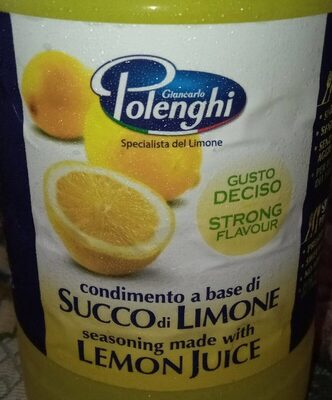 Giancarlo
Polenghi
Specialista del Limone
GUSTO
DECISO
STRONG
FLAVOUR
condimento a base di
SUCCO di LIMONE
seasoning made with
LEMON JUICE